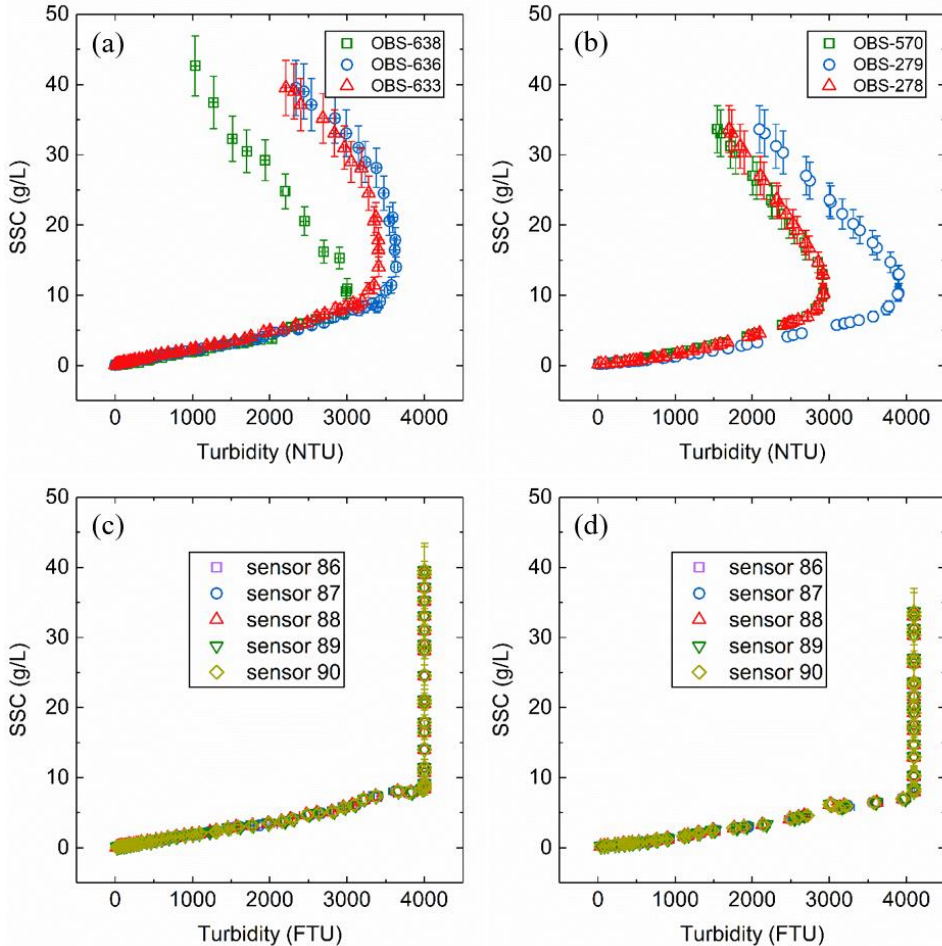 (a)
OBS-638
OBS-636
OBS-633
50
40
30
20
10
0
SSC (g/L)
0 1000 2000 3000 4000
Turbidity (NTU)
(b)
OBS-570
OBS-279
OBS-278
50
40
30
20
10
0
SSC (g/L)
0 1000 2000 3000 4000
Turbidity (NTU)
(c)
sensor 86
sensor 87
sensor 88
sensor 89
sensor 90
50
40
30
20
10
0
SSC (g/L)
0 1000 2000 3000 4000
Turbidity (FTU)
(d)
sensor 86
sensor 87
sensor 88
sensor 89
sensor 90
50
40
30
20
10
0
SSC (g/L)
0 1000 2000 3000 4000
Turbidity (FTU)